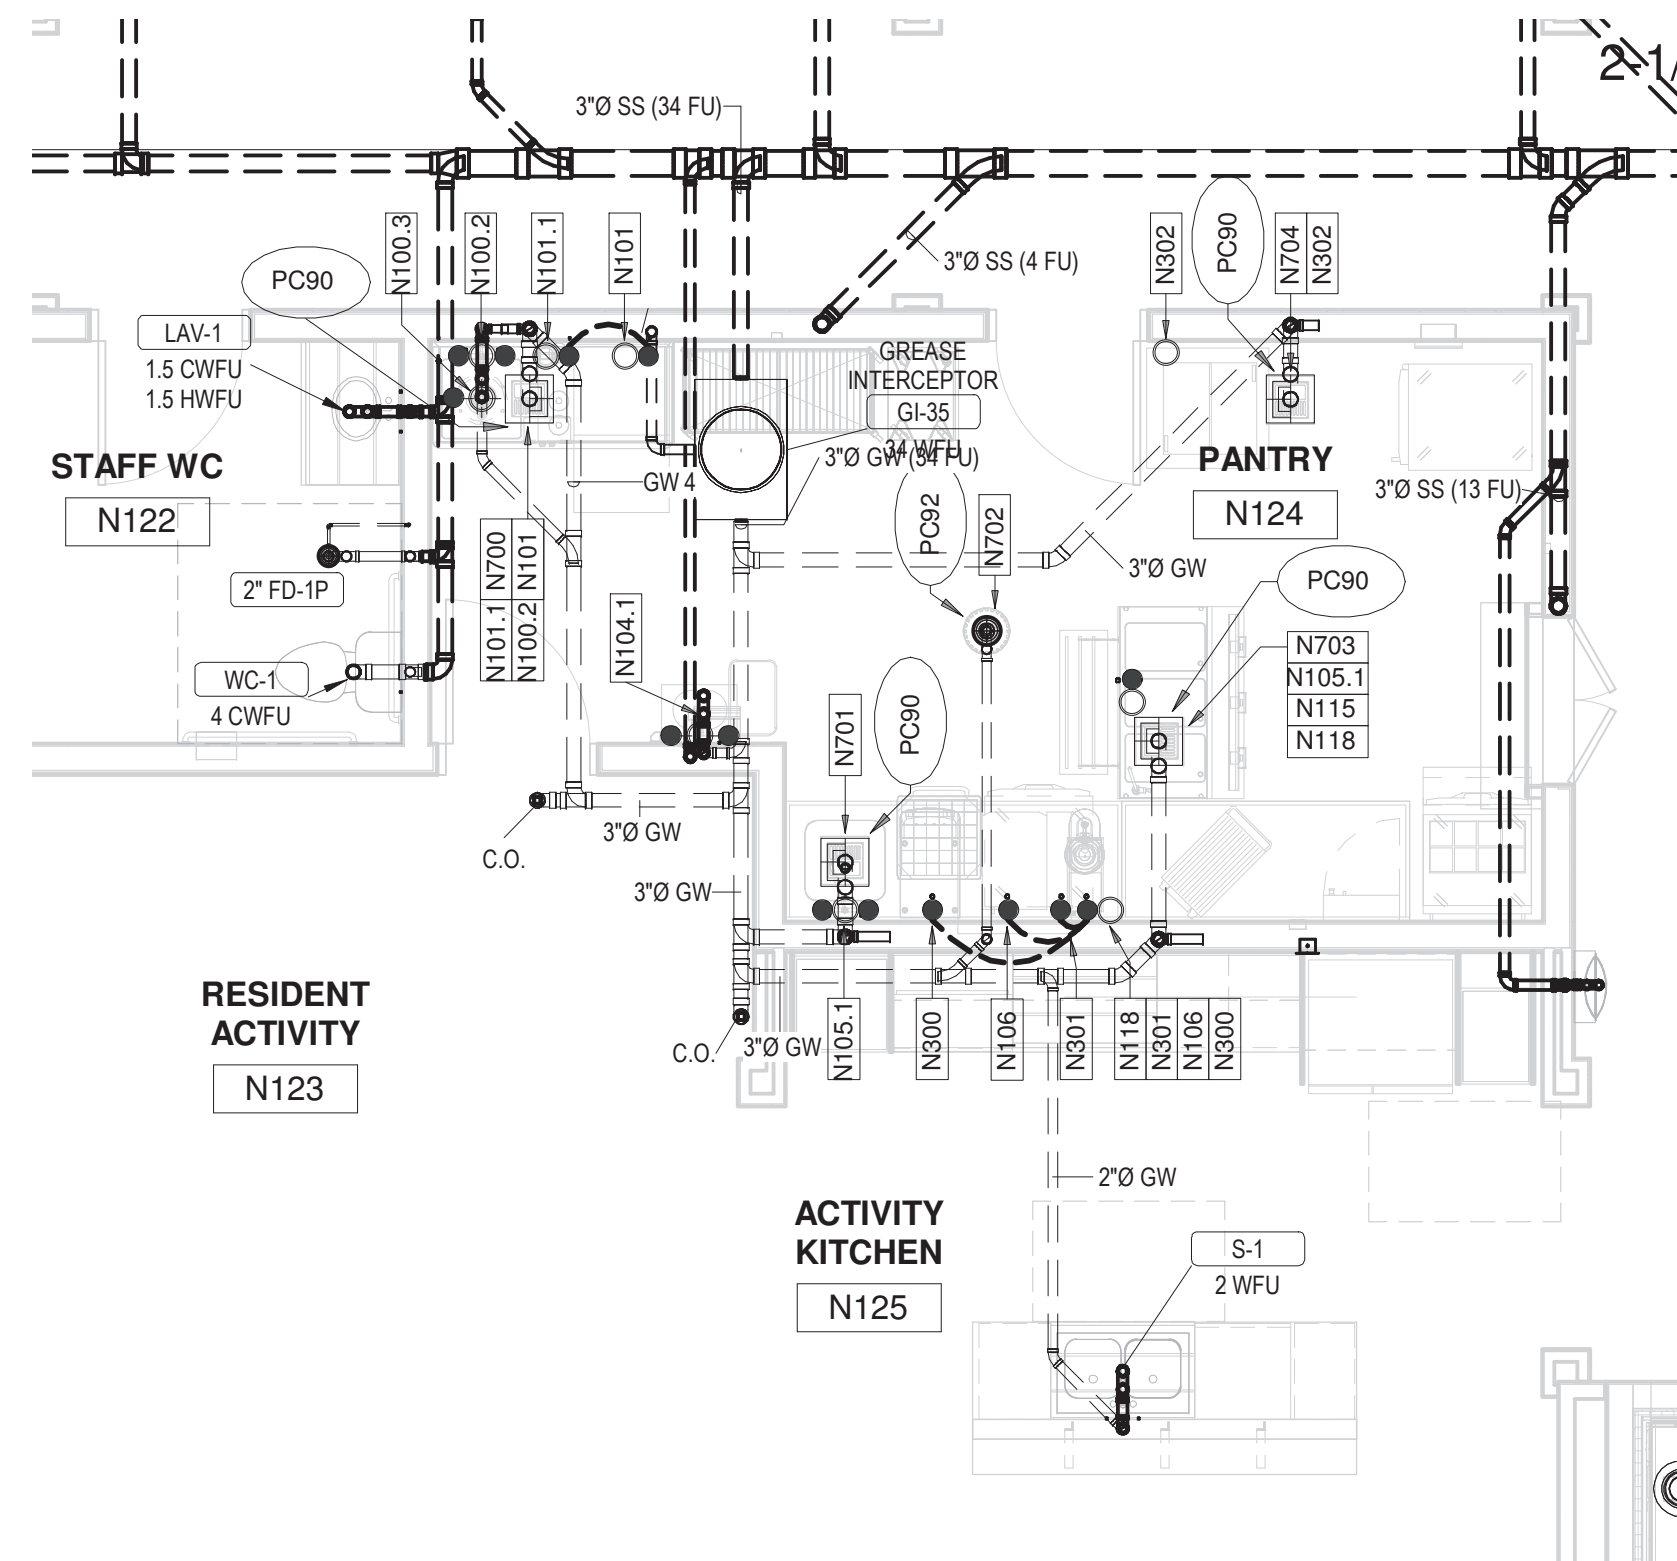 2-1/
3"Ø SS (34 FU)
N100.3
N100.2
N101.1
N101
N302
PC90
N704
N302
3"Ø SS (4 FU)
PC90
LAV-1
1.5 CWFU
1.5 HWFU
GREASE
INTERCEPTOR
GI-35
34 WFU
3"Ø GW (34 FU)
STAFF WC
N122
GW 4
PANTRY
N124
3"Ø SS (13 FU)
PC92
N702
N700
N101
N101.1
N100.2
3"Ø GW
PC90
2" FD-1P
N104.1
N703
N105.1
N115
N118
WC-1
4 CWFU
N701
PC90
3"Ø GW
C.O.
3"Ø GW
RESIDENT
ACTIVITY
N123
C.O.
3"Ø GW
N105.1
N300
N106
N301
N118
N301
N106
N300
2"Ø GW
ACTIVITY
KITCHEN
N125
S-1
2 WFU